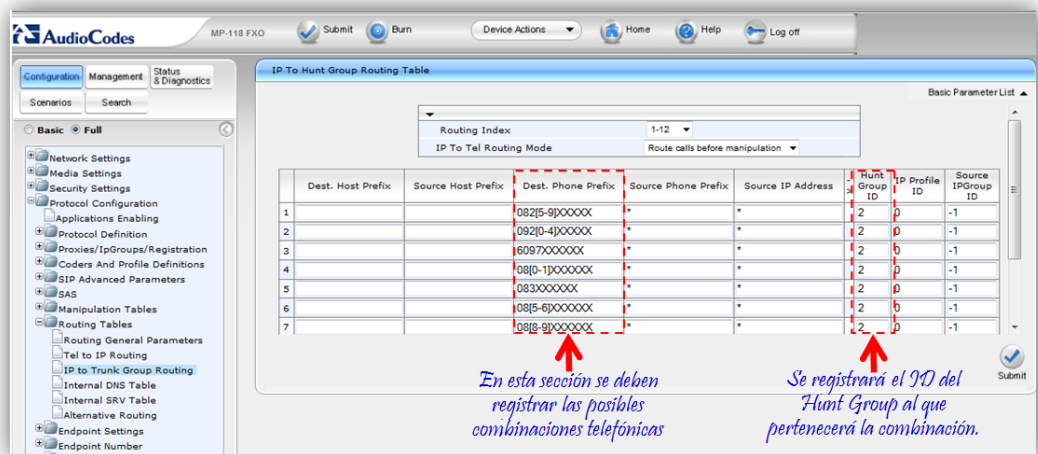 AudioCodes
MP-118 FXO
Submit
Burn
Device Actions
Home
Help
Log off
Configuration
Management
Status
& Diagnostics
Scenarios
Search
Basic
Full
Network Settings
Media Settings
Security Settings
Protocol Configuration
Applications Enabling
Protocol Definition
Proxies/IpGroups/Registration
Coders And Profile Definitions
SIP Advanced Parameters
SAS
Manipulation Tables
Routing Tables
Routing General Parameters
Tel to IP Routing
IP to Trunk Group Routing
Internal DNS Table
Internal SRV Table
Alternative Routing
Endpoint Settings
Endpoint Number
IP To Hunt Group Routing Table
Basic Parameter List
Routing Index 1-12
IP To Tel Routing Mode Route calls before manipulation
Dest. Host Prefix Source Host Prefix Dest. Phone Prefix Source Phone Prefix Source IP Address Hunt Group ID IP Profile ID Source IPGroup ID
1 082[5-9]XXXXX * * 2 0 -1
2 092[0-4]XXXXX * * 2 0 -1
3 6097XXXXXX * * 2 0 -1
4 08[0-1]XXXXXX * * 2 0 -1
5 083XXXXXX * * 2 0 -1
6 08[5-6]XXXXXX * * 2 0 -1
7 08[8-9]XXXXXX * * 2 0 -1
Submit
En esta sección se deben
registrar las posibles
combinaciones telefónicas
Se registrará el ID del
Hunt Group al que
pertenecerá la combinación.